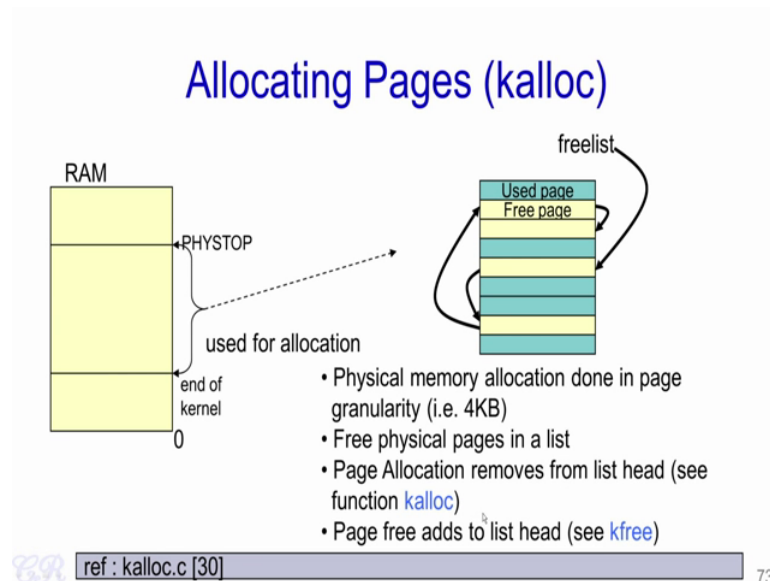 Allocating Pages (kalloc)
freelist
RAM
Used page
Free page
PHYSTOP
used for allocation
end of
kernel
0
• Physical memory allocation done in page
granularity (i.e. 4KB)
• Free physical pages in a list
• Page Allocation removes from list head (see
function kalloc)
• Page free adds to list head (see kfree)
ref : kalloc.c [30]